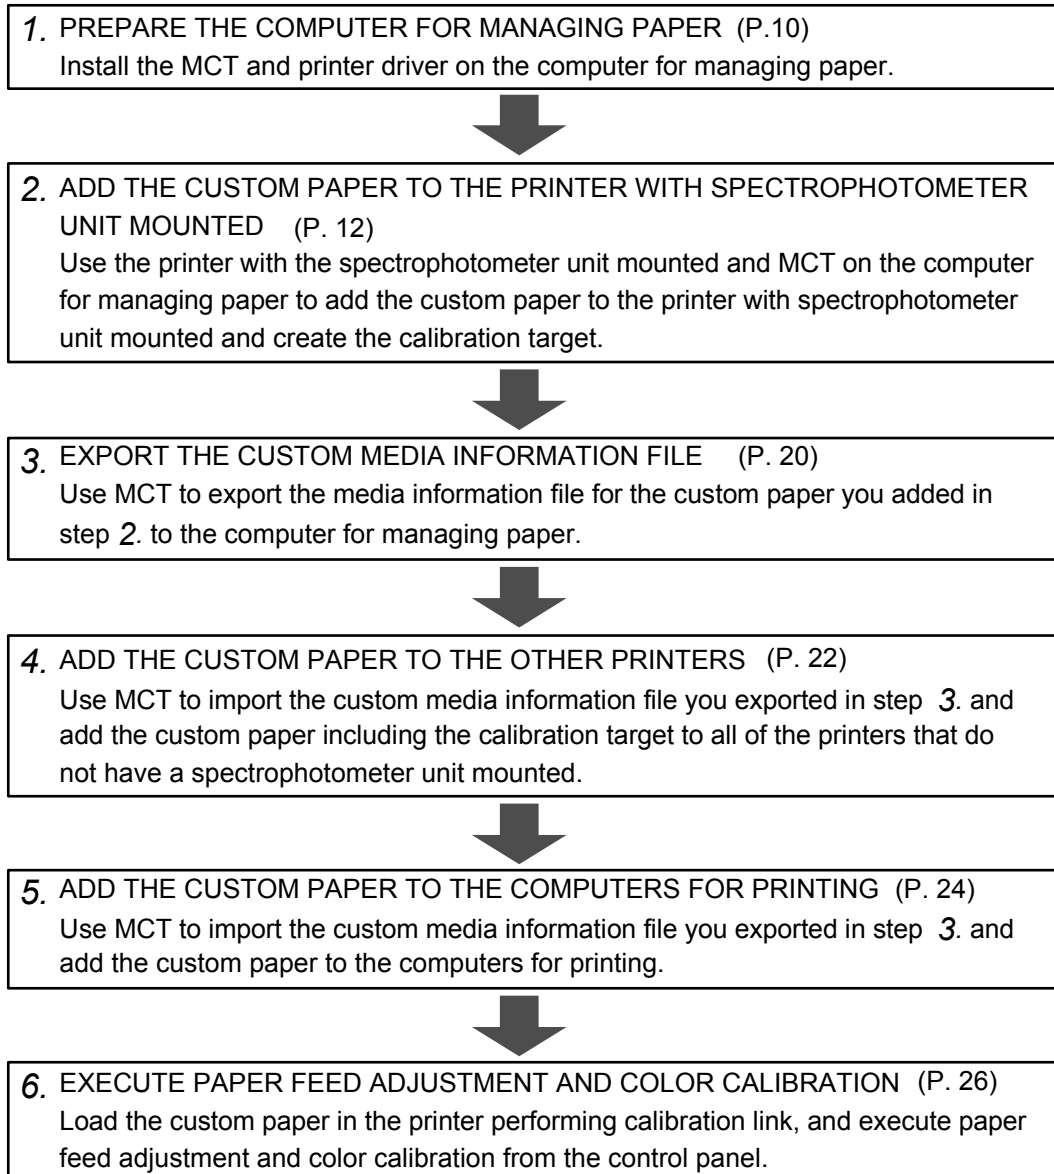 1. PREPARE THE COMPUTER FOR MANAGING PAPER (P.10)
Install the MCT and printer driver on the computer for managing paper.
2. ADD THE CUSTOM PAPER TO THE PRINTER WITH SPECTROPHOTOMETER
UNIT MOUNTED (P. 12)
Use the printer with the spectrophotometer unit mounted and MCT on the computer
for managing paper to add the custom paper to the printer with spectrophotometer
unit mounted and create the calibration target.
3. EXPORT THE CUSTOM MEDIA INFORMATION FILE (P. 20)
Use MCT to export the media information file for the custom paper you added in
step 2. to the computer for managing paper.
4. ADD THE CUSTOM PAPER TO THE OTHER PRINTERS (P. 22)
Use MCT to import the custom media information file you exported in step 3. and
add the custom paper including the calibration target to all of the printers that do
not have a spectrophotometer unit mounted.
5. ADD THE CUSTOM PAPER TO THE COMPUTERS FOR PRINTING (P. 24)
Use MCT to import the custom media information file you exported in step 3. and
add the custom paper to the computers for printing.
6. EXECUTE PAPER FEED ADJUSTMENT AND COLOR CALIBRATION (P. 26)
Load the custom paper in the printer performing calibration link, and execute paper
feed adjustment and color calibration from the control panel.